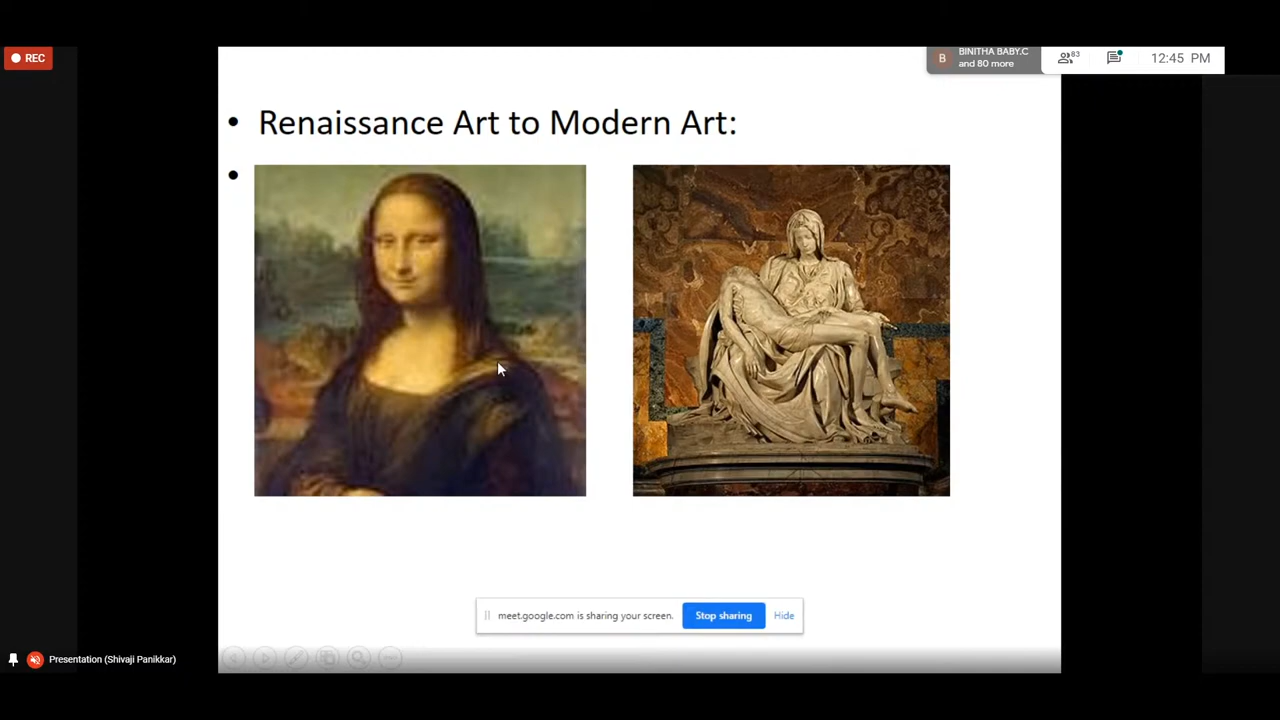 REC
B
BINITHA BABY.C
and 80 more
83
12:45 PM
• Renaissance Art to Modern Art:
•
meet.google.com is sharing your screen.
Stop sharing
Hide
Presentation (Shivaji Panikkar)